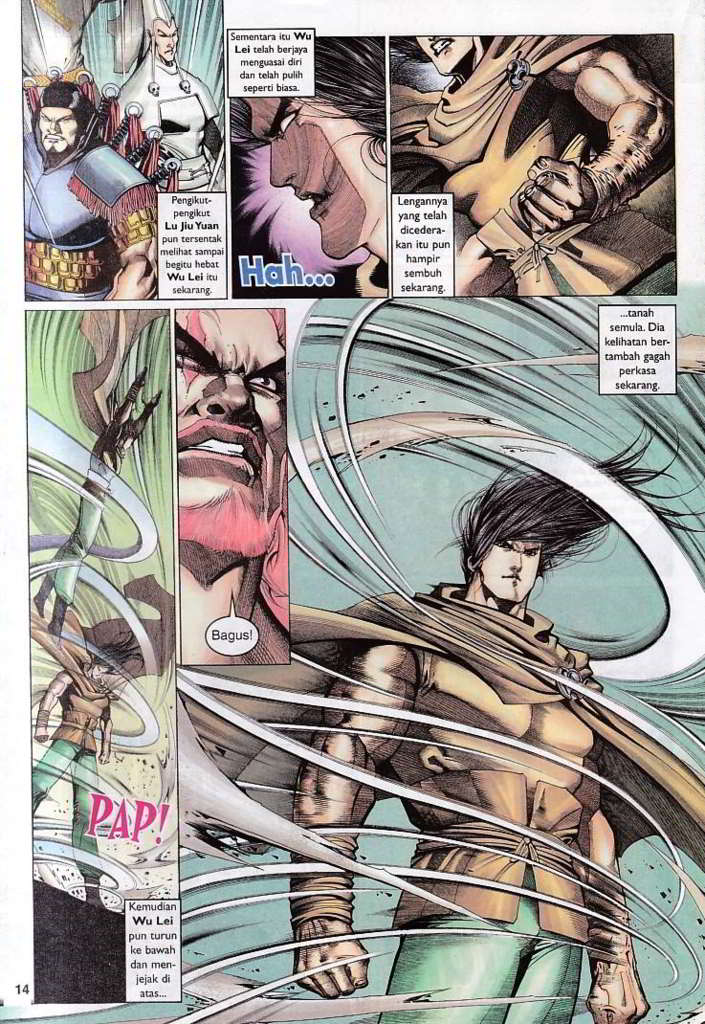 Pengikut-
pengikut
Lu Jiu Yuan
pun tersentak
melihat sampai
begitu hebat
Wu Lei itu
sekarang.
Sementara itu Wu
Lei telah berjaya
menguasai diri
dan telah pulih
seperti biasa.
Hah...
Lengannya
yang telah
dicedera-
kan itu pun
hampir
sembuh
sekarang.
PAP!
Kemudian
Wu Lei
pun turun
ke bawah
dan men-
jejak di
atas...
Bagus!
...tanah
semula. Dia
kelihatan ber-
tambah gagah
perkasa
sekarang.
14